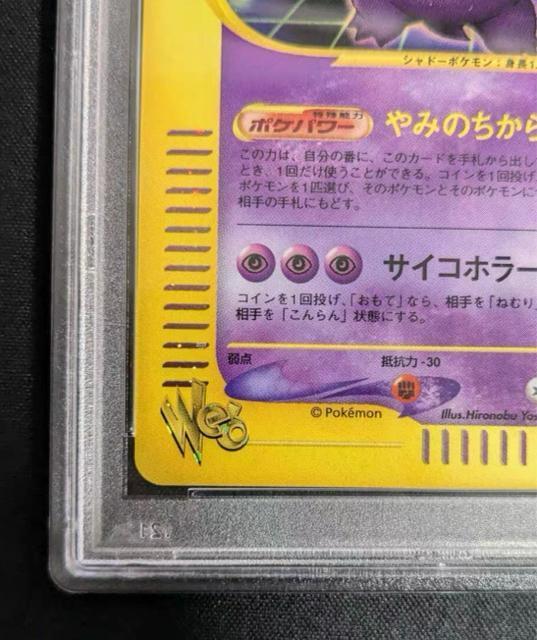 シャドーポケモン：身長1.
特殊能力
ポケパワー やみのちから
この力は、自分の番に、このカードを手札から出し
とき、1回だけ使うことができる。コインを1回投げ、
ポケモンを1匹選び、そのポケモンとそのポケモンに
相手の手札にもどす。
サイコホラー
コインを1回投げ、「おもて」なら、相手を「ねむり」
相手を「こんらん」状態にする。
弱点 抵抗力 -30
© Pokémon Illus.Hironobu Yos
Web